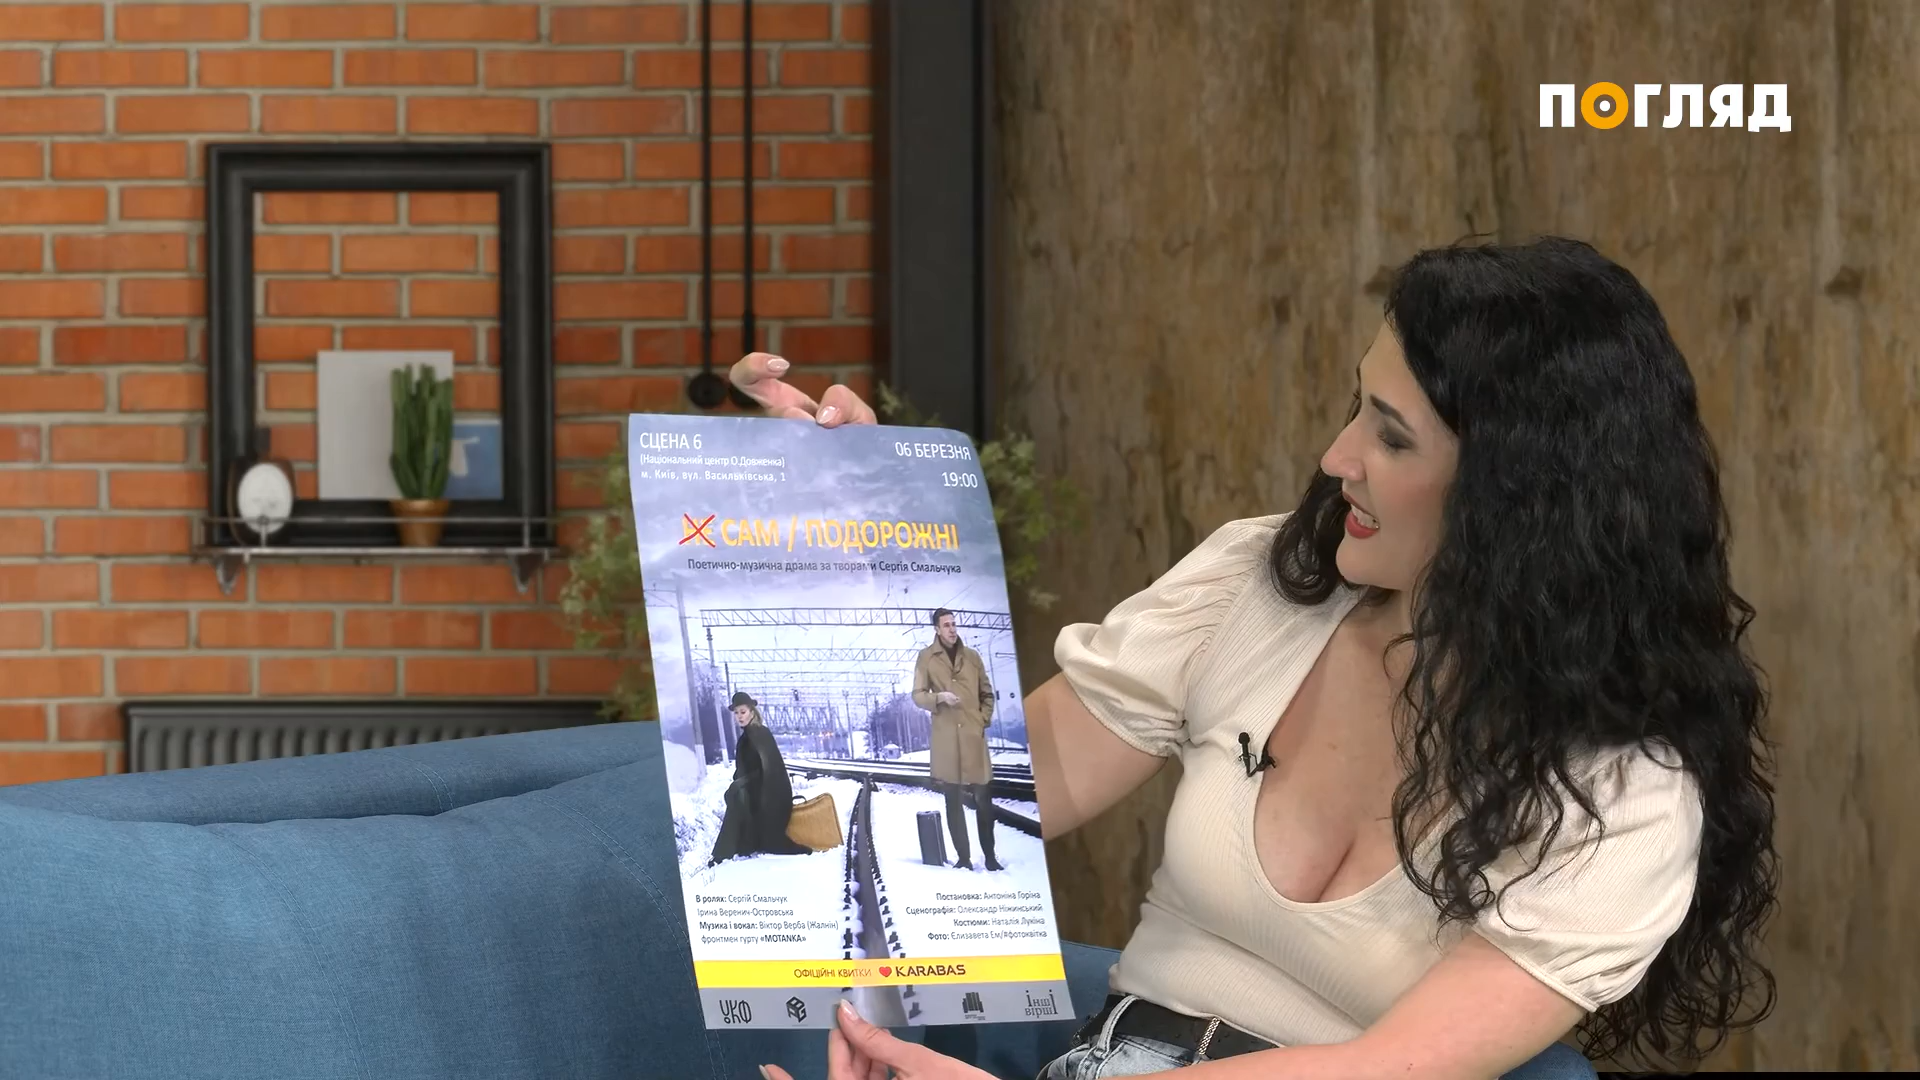 ПОГЛЯД
СЦЕНА 6
(Національний центр О.Довженка)
м. Київ, вул. Васильківська, 1
06 БЕРЕЗНЯ
19:00
НЕ САМ / ПОДОРОЖНІ
Поетично-музична драма за творами Сергія Смальчука
В ролях: Сергій Смальчук
Ірина Веренич-Островська
Музика і вокал: Віктор Верба (Жалнін)
фронтмен гурту «MOTANKA»
Постановка: Антоніна Горіна
Сценографія: Олександр Ніжинський
Костюми: Наталія Лукіна
Фото: Єлизавета Ем/#фотоквітка
ОФІЦІЙНІ КВИТКИ KARABAS
УКФ
інші
вірші